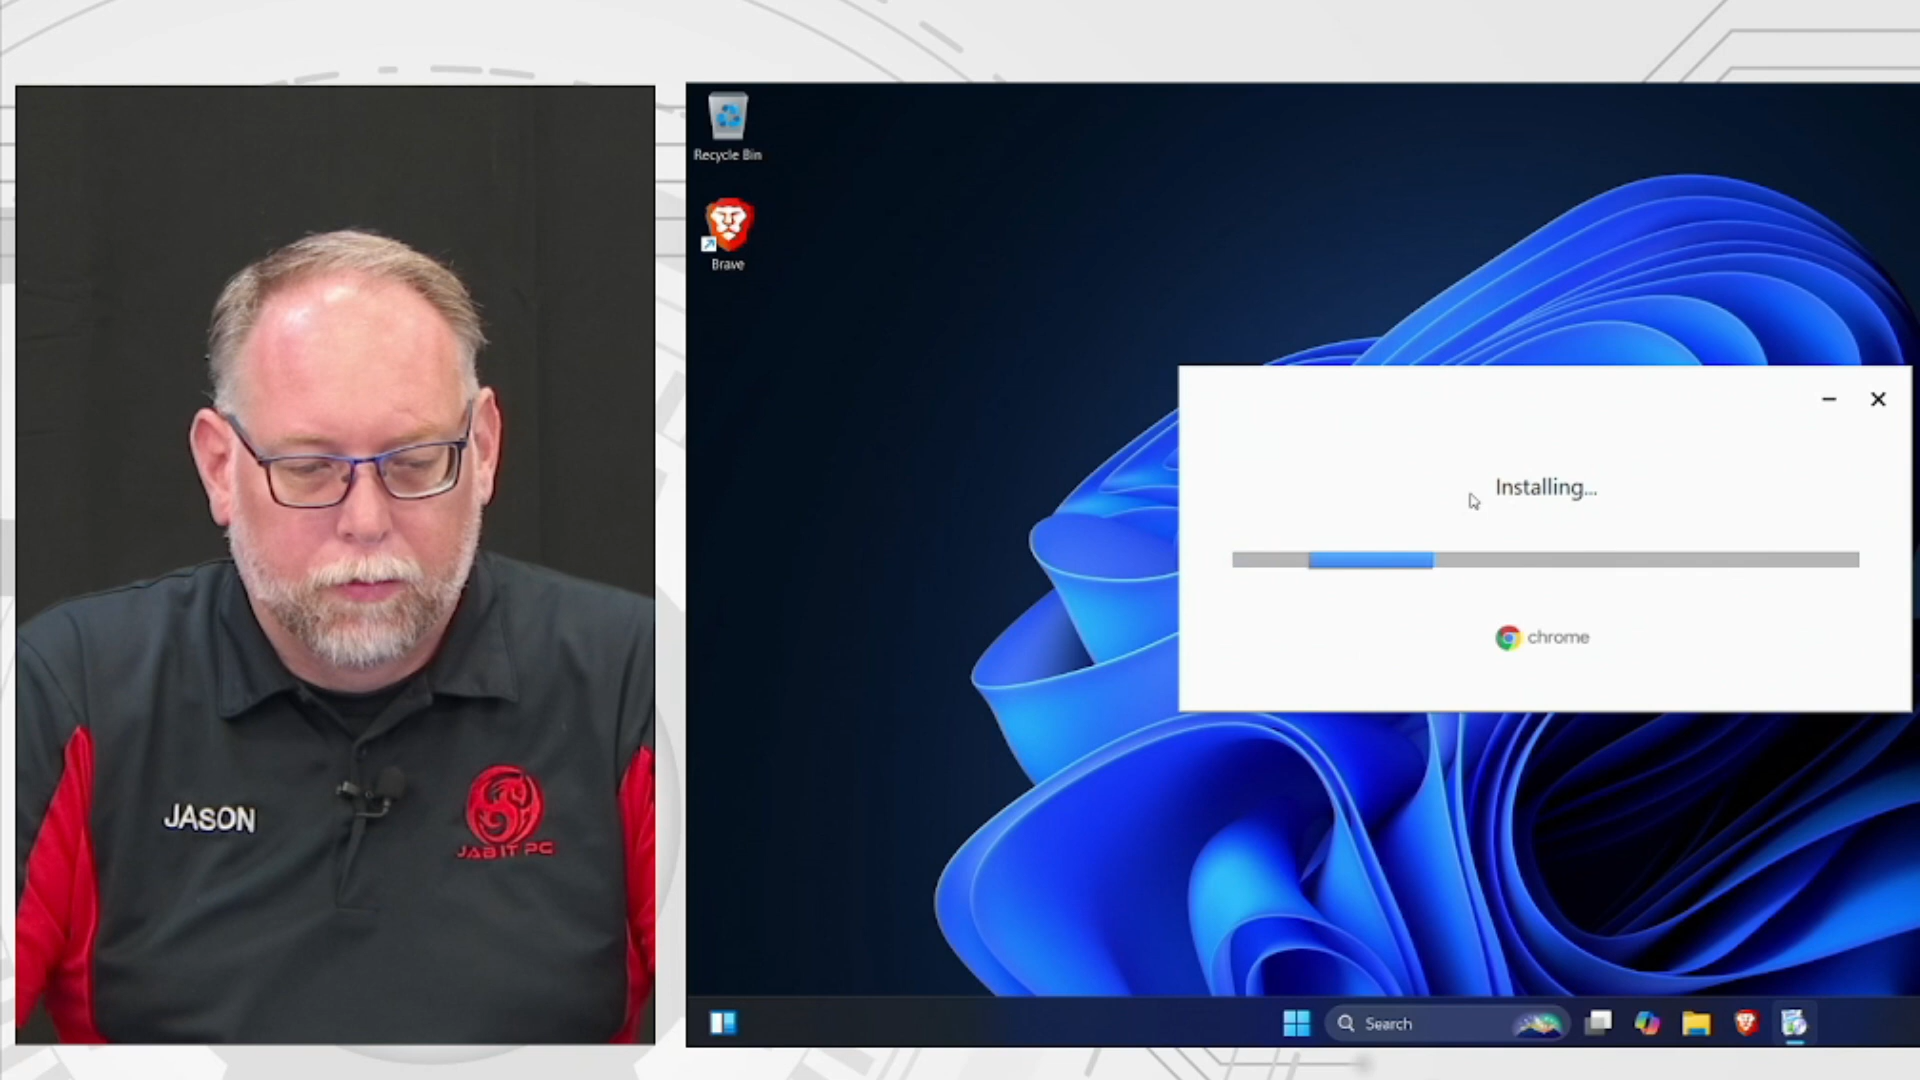 Recycle Bin
Brave
Installing...
chrome
JASON
JAB IT PC
Search